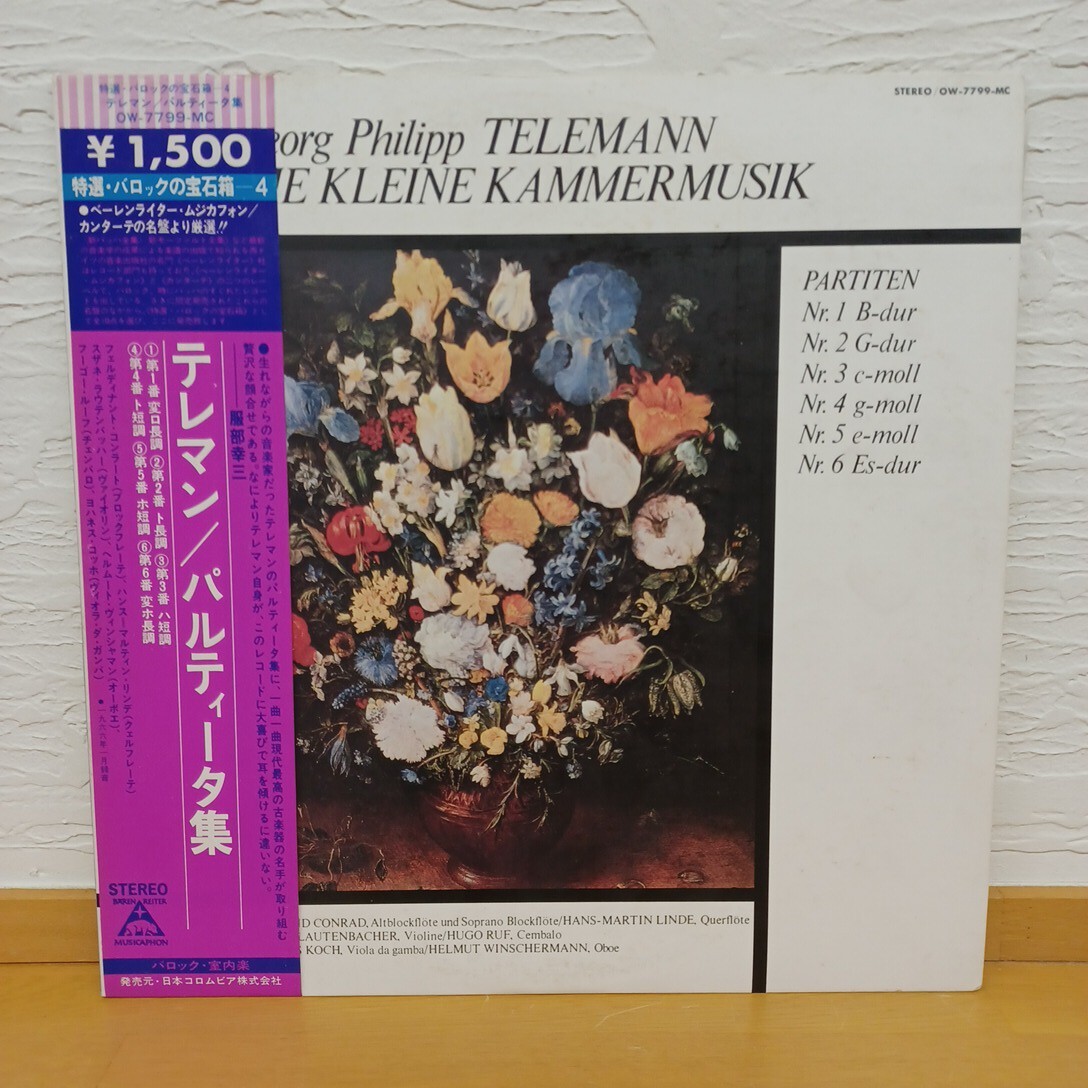 特選・バロックの宝石箱—4
テレマン/パルティータ集
OW-7799-MC
¥1,500
特選・バロックの宝石箱—4
●ベーレンライター・ムジカフォン/
カンターテの名盤より厳選!!
●生れながらの音楽家だったテレマンのパルティータ集に、一曲一曲現代最高の古楽器の名手が取り組む
贅沢な顔合せである。なによりテレマン自身が、このレコードに大喜びで耳を傾けるに違いない。
———服部幸三
テレマン/パルティータ集
①第1番 変ロ長調 ②第2番 ト長調 ③第3番 ハ短調
④第4番 ト短調 ⑤第5番 ホ短調 ⑥第6番 変ホ長調
フェルディナント・コンラート(ブロックフレーテ)、ハンス=マルティン・リンデ(クェルフレーテ)
スザネ・ラウテンバッハー(ヴァイオリン)、ヘルムート・ヴィンシャマン(オーボエ)、
フーゴー・ルーフ(チェンバロ)、ヨハネス・コッホ(ヴィオラ・ダ・ガンバ)
STEREO
BÄREN REITER
MUSICAPHON
バロック・室内楽
発売元・日本コロムビア株式会社
STEREO/OW-7799-MC
eorg Philipp TELEMANN
IE KLEINE KAMMERMUSIK
PARTITEN
Nr. 1 B-dur
Nr. 2 G-dur
Nr. 3 c-moll
Nr. 4 g-moll
Nr. 5 e-moll
Nr. 6 Es-dur
ND CONRAD, Altblockflöte und Soprano Blockflöte/HANS-MARTIN LINDE, Querflöte
LAUTENBACHER, Violine/HUGO RUF, Cembalo
S KOCH, Viola da gamba/HELMUT WINSCHERMANN, Oboe